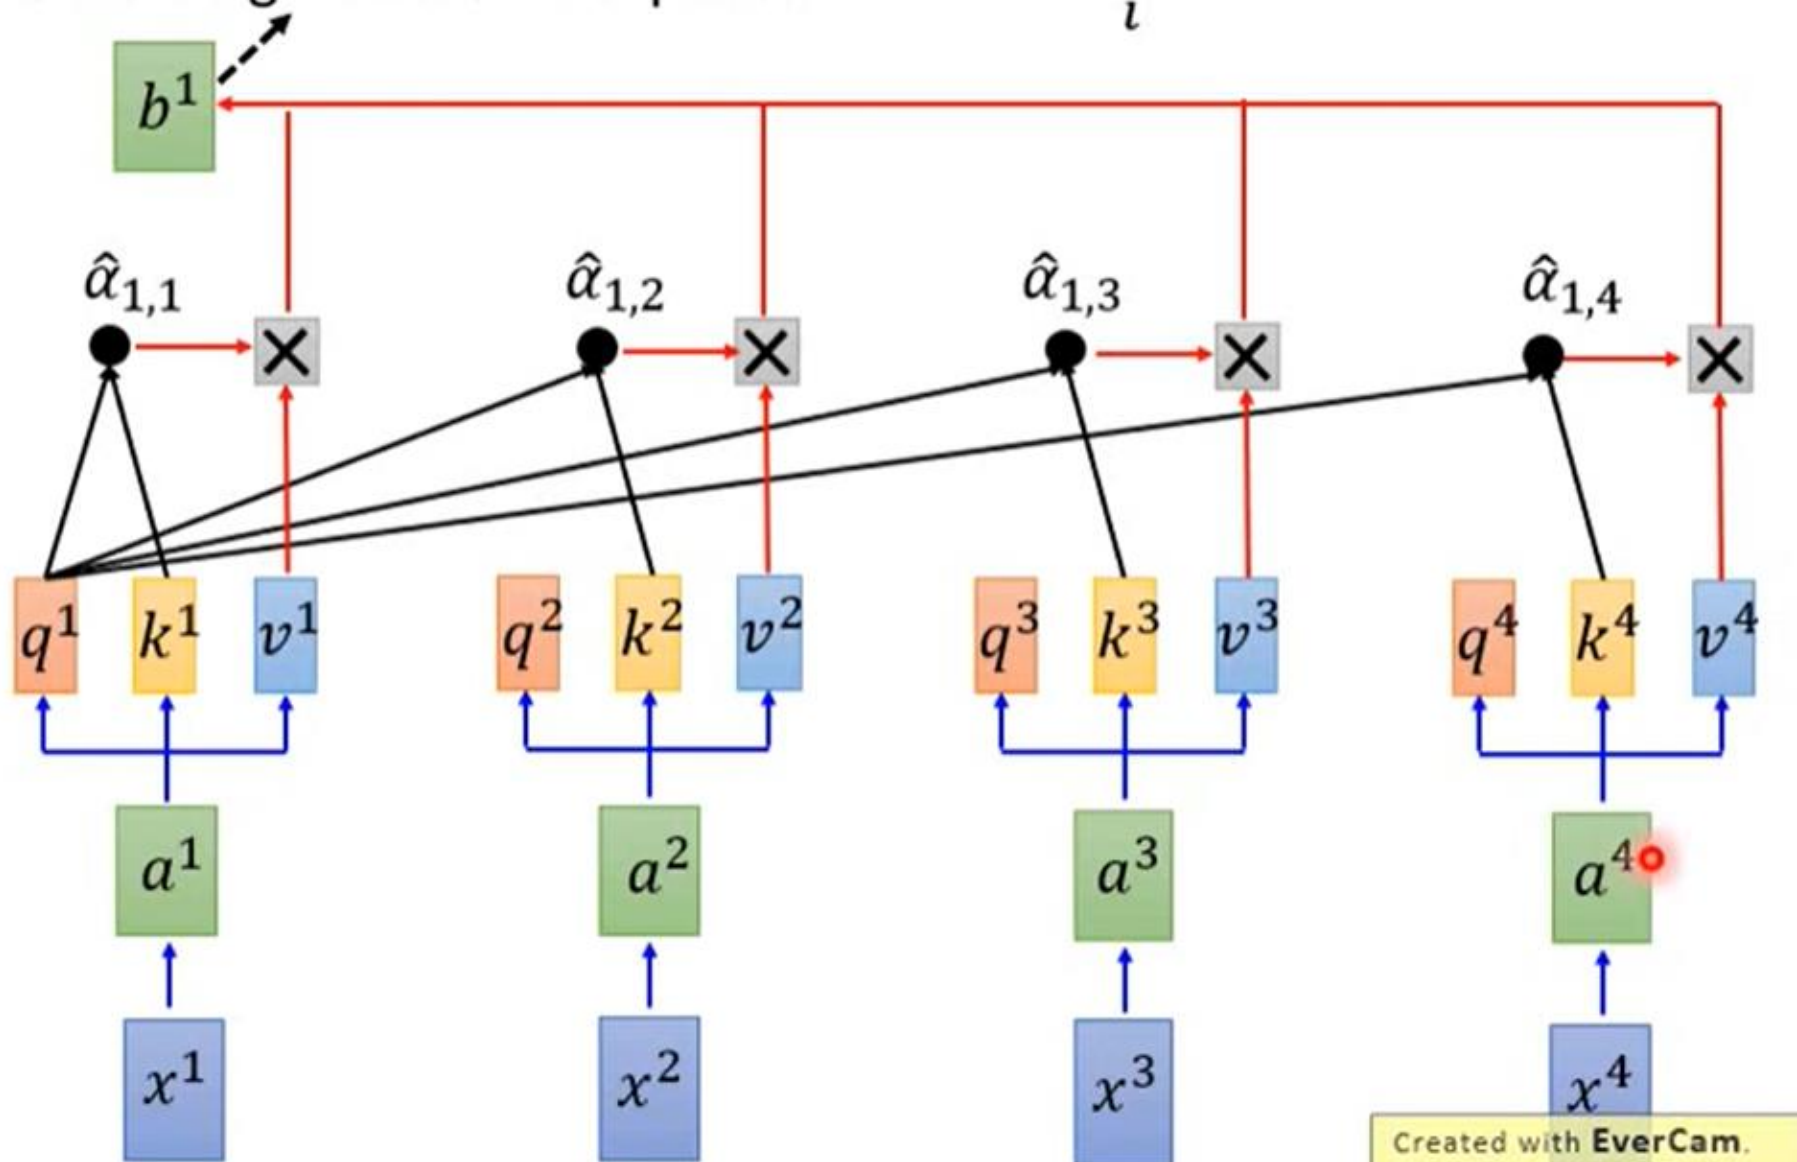 i
b¹
α̂₁,₁ α̂₁,₂ α̂₁,₃ α̂₁,₄
q¹ k¹ v¹ q² k² v² q³ k³ v³ q⁴ k⁴ v⁴
a¹ a² a³ a⁴
x¹ x² x³ x⁴
Created with EverCam.